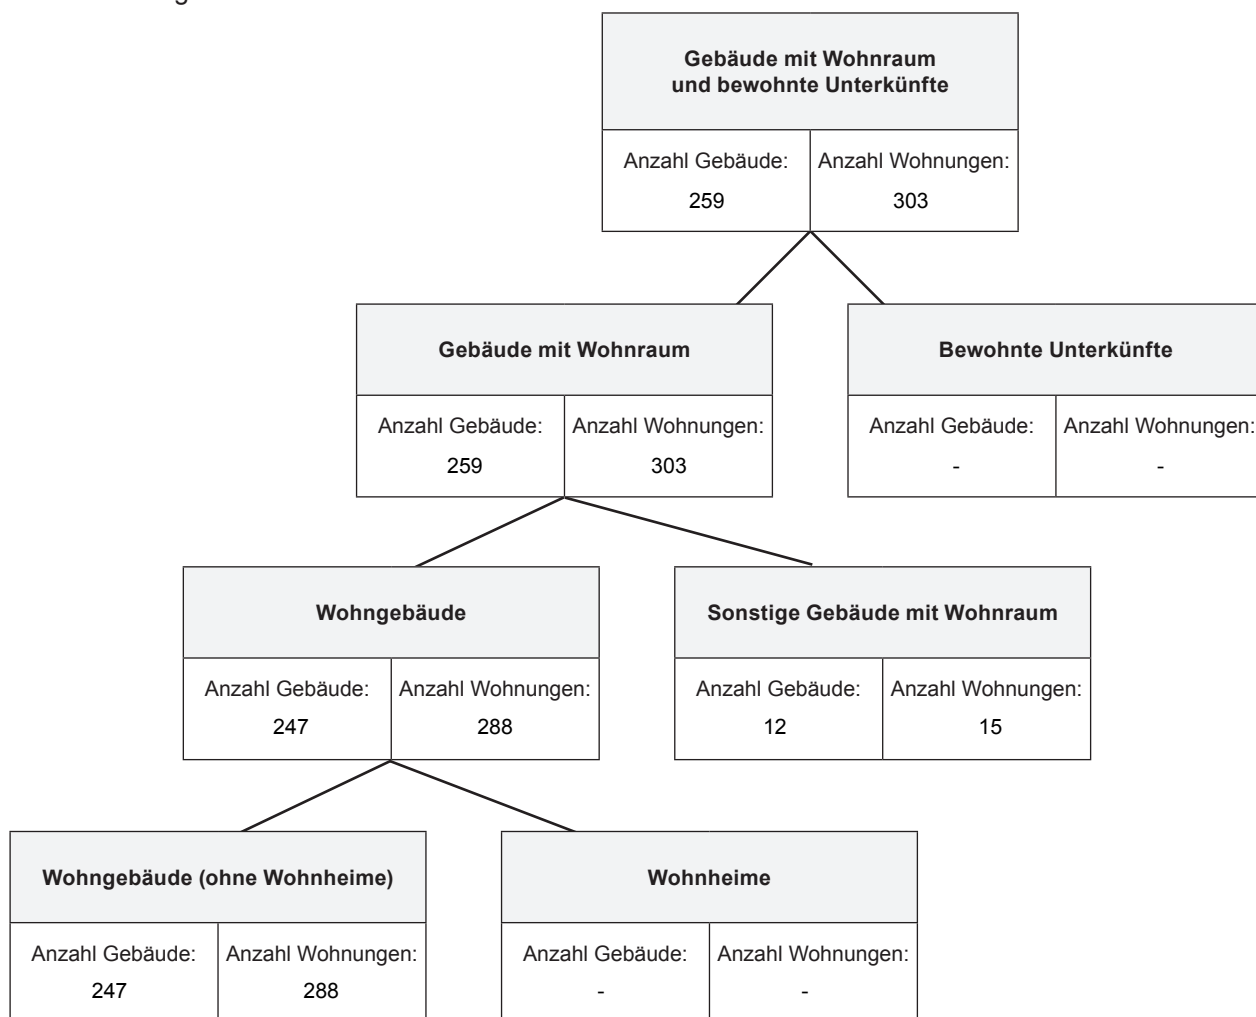 Gebäude mit Wohnraum
und bewohnte Unterkünfte
Anzahl Gebäude: Anzahl Wohnungen:
259 303
Gebäude mit Wohnraum Bewohnte Unterkünfte
Anzahl Gebäude: Anzahl Wohnungen: Anzahl Gebäude: Anzahl Wohnungen:
259 303 - -
Wohngebäude Sonstige Gebäude mit Wohnraum
Anzahl Gebäude: Anzahl Wohnungen: Anzahl Gebäude: Anzahl Wohnungen:
247 288 12 15
Wohngebäude (ohne Wohnheime) Wohnheime
Anzahl Gebäude: Anzahl Wohnungen: Anzahl Gebäude: Anzahl Wohnungen:
247 288 - -